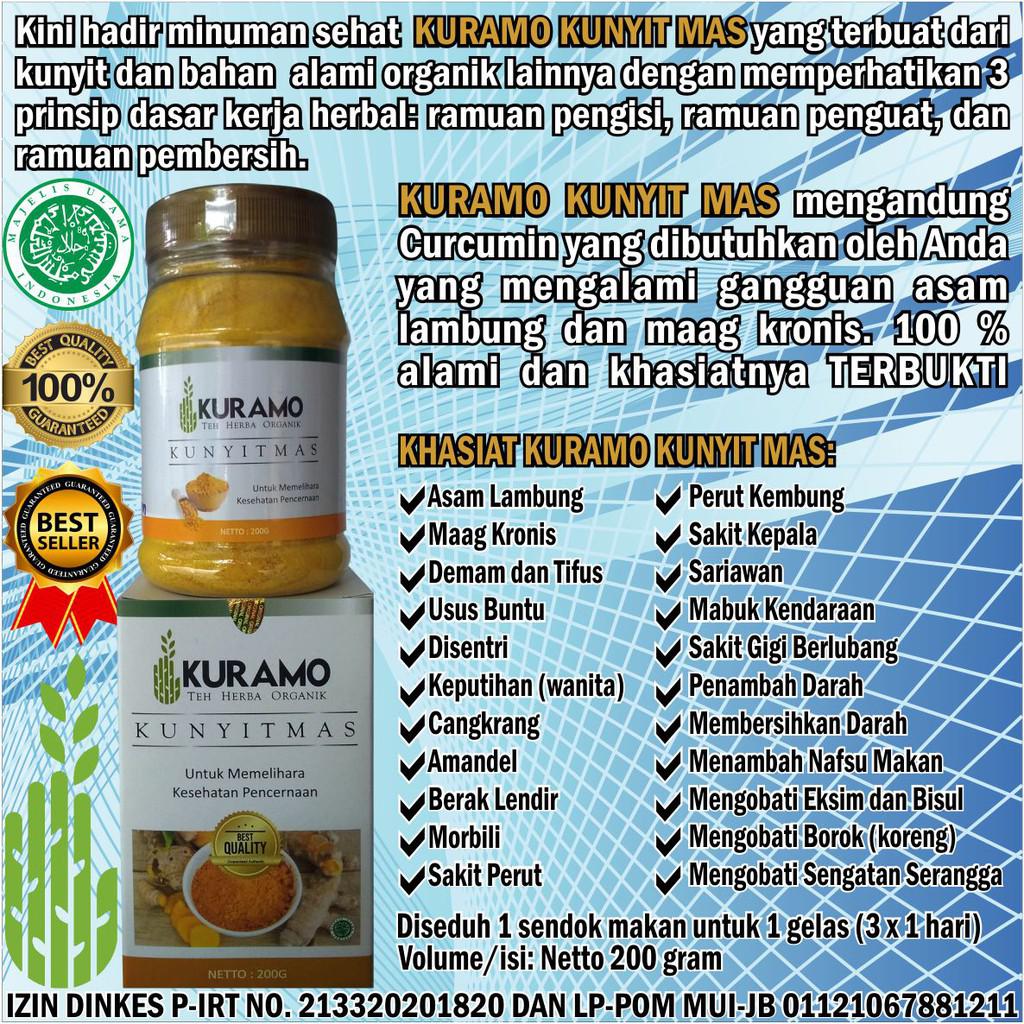 Kini hadir minuman sehat KURAMO KUNYIT MAS yang terbuat dari
kunyit dan bahan alami organik lainnya dengan memperhatikan 3
prinsip dasar kerja herbal: ramuan pengisi, ramuan penguat, dan
ramuan pembersih.
MAJELIS ULAMA
INDONESIA
حلال
KURAMO KUNYIT MAS mengandung
Curcumin yang dibutuhkan oleh Anda
yang mengalami gangguan asam
lambung dan maag kronis. 100 %
alami dan khasiatnya TERBUKTI
BEST QUALITY
100%
GUARANTEED
KURAMO
TEH HERBA ORGANIK
KUNYITMAS
Untuk Memelihara
Kesehatan Pencernaan
NETTO : 200G
GUARANTEED GUARANTEED
BEST
SELLER
KURAMO
TEH HERBA ORGANIK
KUNYITMAS
Untuk Memelihara
Kesehatan Pencernaan
BEST
QUALITY
NETTO : 200G
KHASIAT KURAMO KUNYIT MAS:
Asam Lambung
Maag Kronis
Demam dan Tifus
Usus Buntu
Disentri
Keputihan (wanita)
Cangkrang
Amandel
Berak Lendir
Morbili
Sakit Perut
Perut Kembung
Sakit Kepala
Sariawan
Mabuk Kendaraan
Sakit Gigi Berlubang
Penambah Darah
Membersihkan Darah
Menambah Nafsu Makan
Mengobati Eksim dan Bisul
Mengobati Borok (koreng)
Mengobati Sengatan Serangga
Diseduh 1 sendok makan untuk 1 gelas (3 x 1 hari)
Volume/isi: Netto 200 gram
IZIN DINKES P-IRT NO. 213320201820 DAN LP-POM MUI-JB 01121067881211